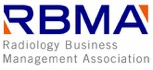 RBMA
Radiology Business
Management Association